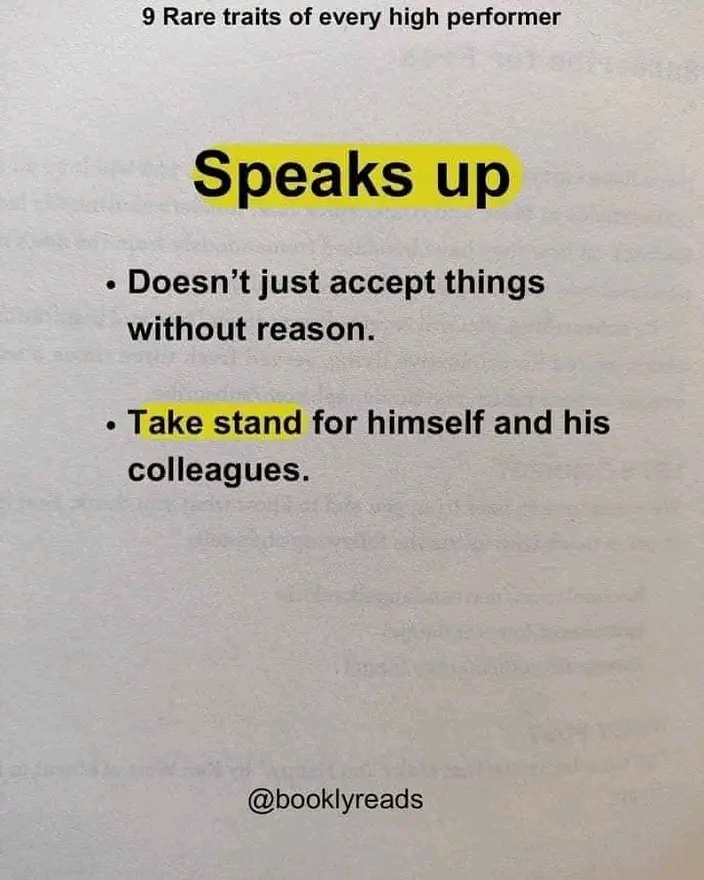 9 Rare traits of every high performer
Speaks up
• Doesn’t just accept things
without reason.
• Take stand for himself and his
colleagues.
@booklyreads